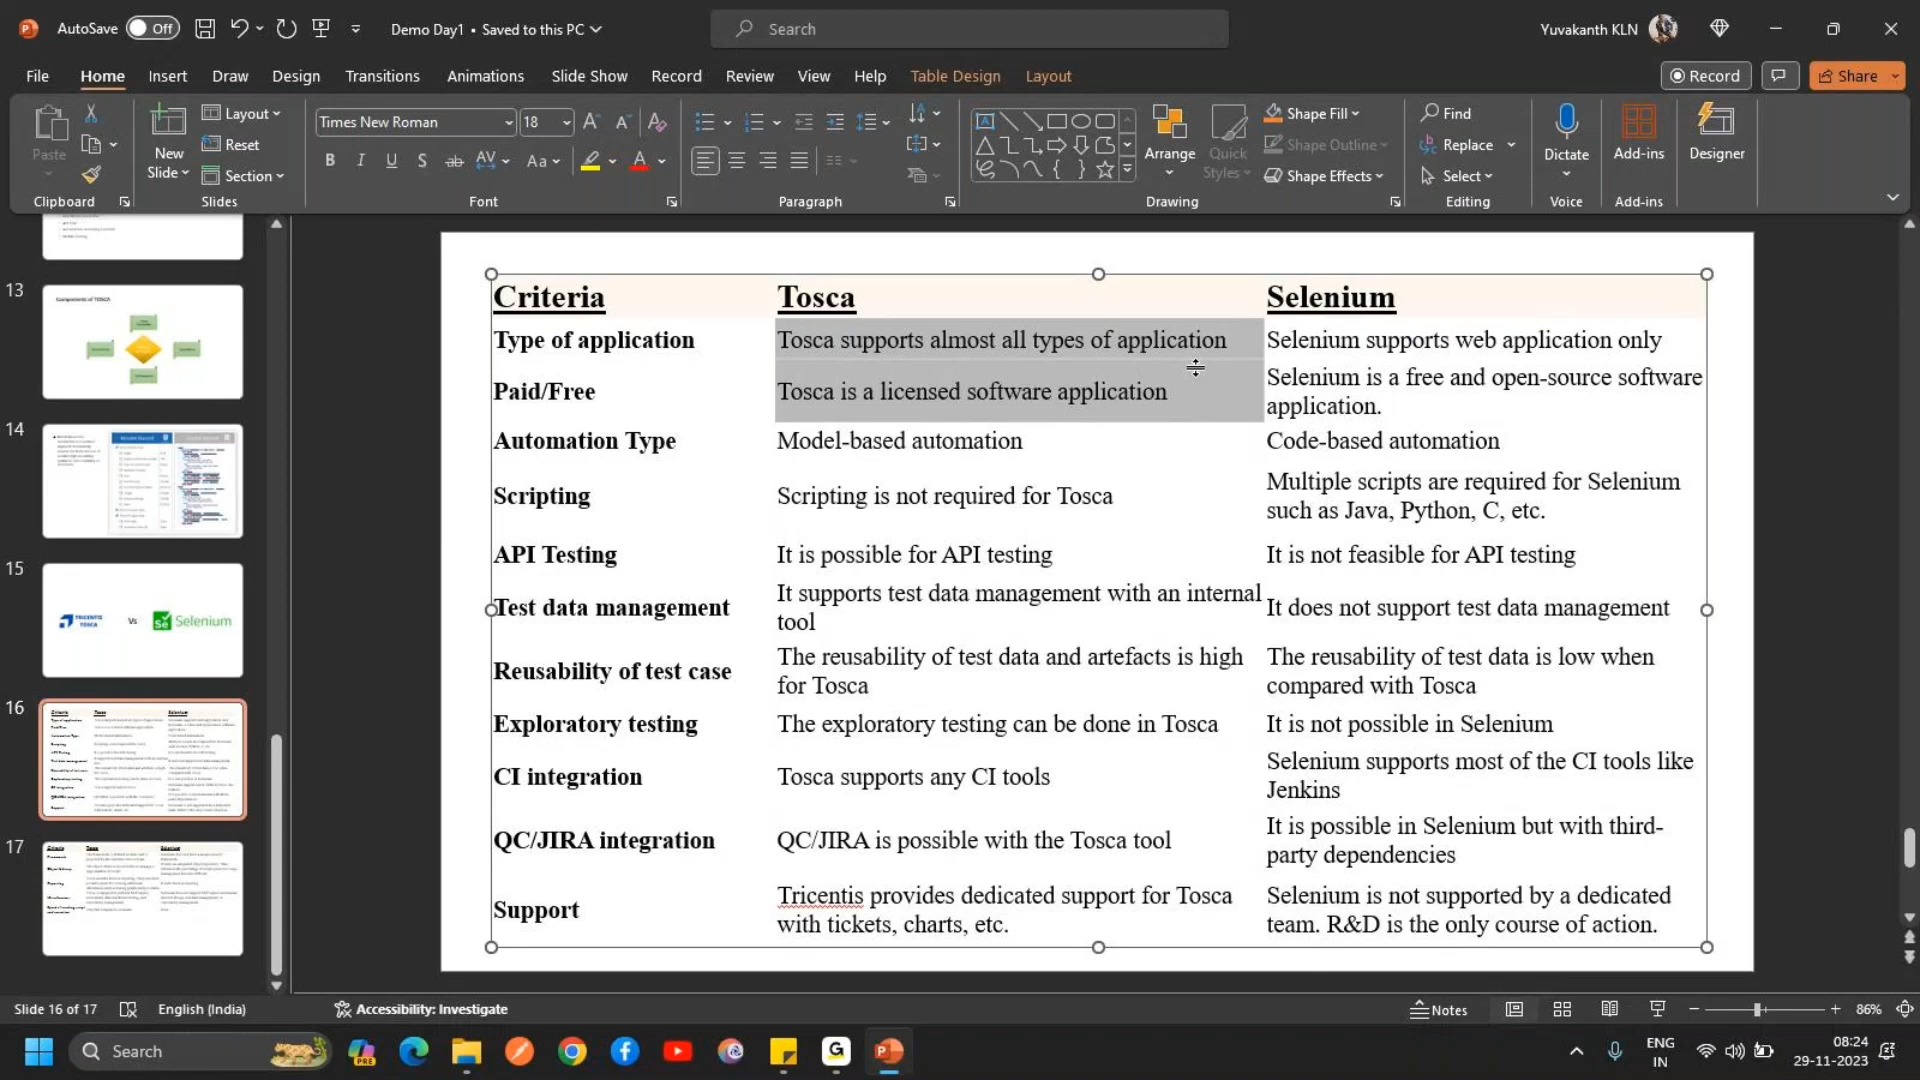 AutoSave Off Demo Day1 • Saved to this PC Search Yuvakanth KLN
File Home Insert Draw Design Transitions Animations Slide Show Record Review View Help Table Design Layout Record Share
Paste
Clipboard
New
Slide
Layout
Reset
Section
Slides
Times New Roman 18
B I U S ab AV Aa A
Font
Paragraph
Arrange
Quick
Styles
Shape Fill
Shape Outline
Shape Effects
Drawing
Find
Replace
Select
Editing
Dictate
Voice
Add-ins
Add-ins
Designer
13
Components of TOSCA
14
15
TRICENTIS
TOSCA
Vs
Selenium
16
17
Criteria Tosca Selenium
Type of application Tosca supports almost all types of application Selenium supports web application only
Paid/Free Tosca is a licensed software application Selenium is a free and open-source software
application.
Automation Type Model-based automation Code-based automation
Scripting Scripting is not required for Tosca Multiple scripts are required for Selenium
such as Java, Python, C, etc.
API Testing It is possible for API testing It is not feasible for API testing
Test data management It supports test data management with an internal
tool It does not support test data management
Reusability of test case The reusability of test data and artefacts is high
for Tosca The reusability of test data is low when
compared with Tosca
Exploratory testing The exploratory testing can be done in Tosca It is not possible in Selenium
CI integration Tosca supports any CI tools Selenium supports most of the CI tools like
Jenkins
QC/JIRA integration QC/JIRA is possible with the Tosca tool It is possible in Selenium but with third-
party dependencies
Support Tricentis provides dedicated support for Tosca
with tickets, charts, etc. Selenium is not supported by a dedicated
team. R&D is the only course of action.
Slide 16 of 17 English (India) Accessibility: Investigate Notes 86%
Search
PRE
ENG
IN
08:24
29-11-2023